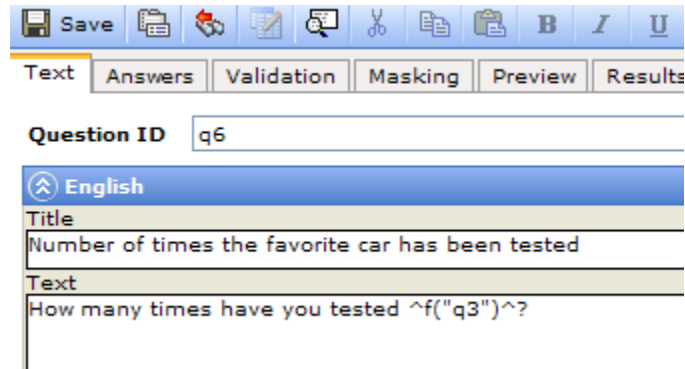 Save B I U
Text Answers Validation Masking Preview Results
Question ID q6
English
Title
Number of times the favorite car has been tested
Text
How many times have you tested ^f("q3")^?